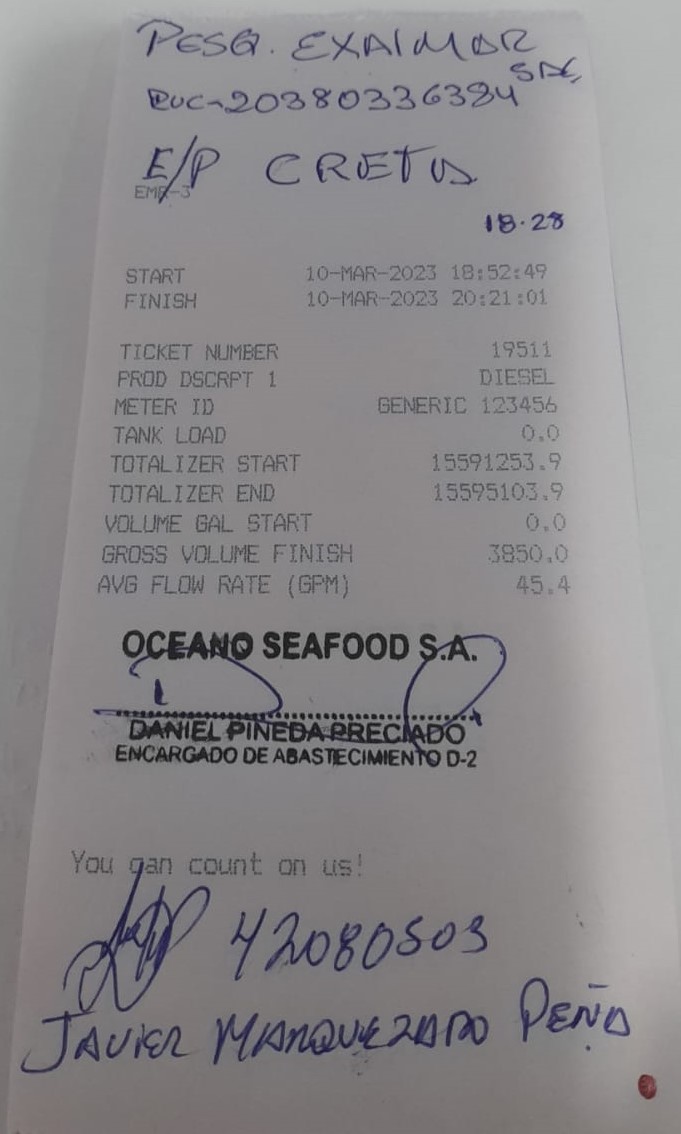 PESQ. EXALMAR
SAC,
RUC-20380336384
E/P CRETA
EMR-3
18.28
START 10-MAR-2023 18:52:49
FINISH 10-MAR-2023 20:21:01
TICKET NUMBER 19511
PROD DSCRPT 1 DIESEL
METER ID GENERIC 123456
TANK LOAD 0.0
TOTALIZER START 15591253.9
TOTALIZER END 15595103.9
VOLUME GAL START 0.0
GROSS VOLUME FINISH 3850.0
AVG FLOW RATE (GPM) 45.4
OCEANO SEAFOOD S.A.
DANIEL PINEDA PRECIADO
ENCARGADO DE ABASTECIMIENTO D-2
You can count on us!
42080503
JAVIER MARQUEZADO PEÑA